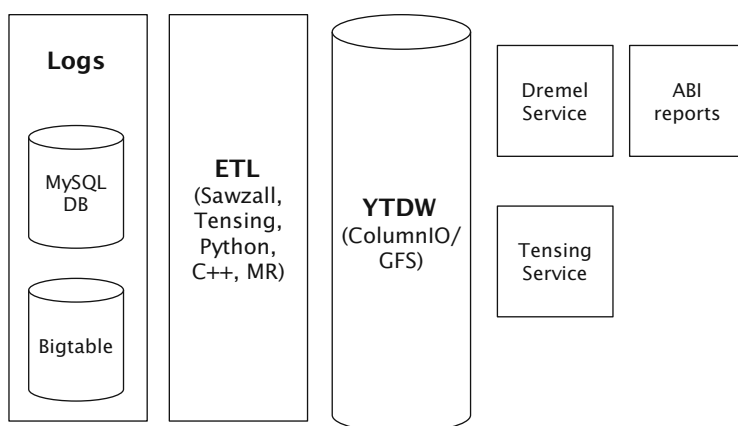 Logs
MySQL
DB
Bigtable
ETL
(Sawzall,
Tensing,
Python,
C++, MR)
YTDW
(ColumnIO/
GFS)
Dremel
Service
ABI
reports
Tensing
Service